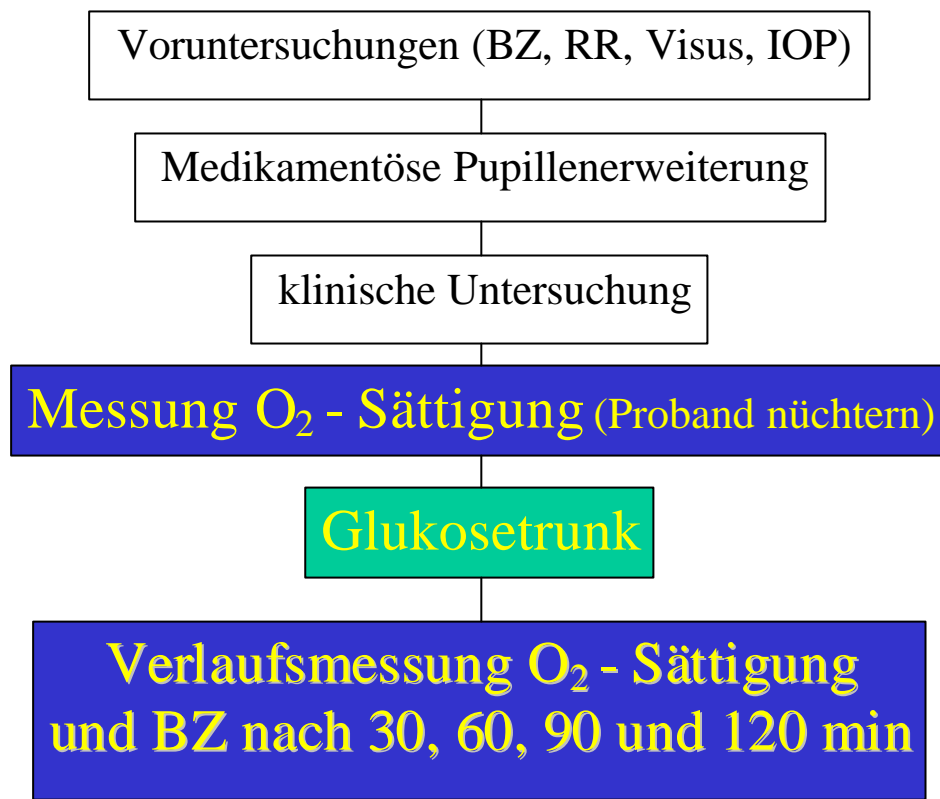 Voruntersuchungen (BZ, RR, Visus, IOP)
Medikamentöse Pupillenerweiterung
klinische Untersuchung
Messung O₂ - Sättigung (Proband nüchtern)
Glukosetrunk
Verlaufsmessung O₂ - Sättigung
und BZ nach 30, 60, 90 und 120 min